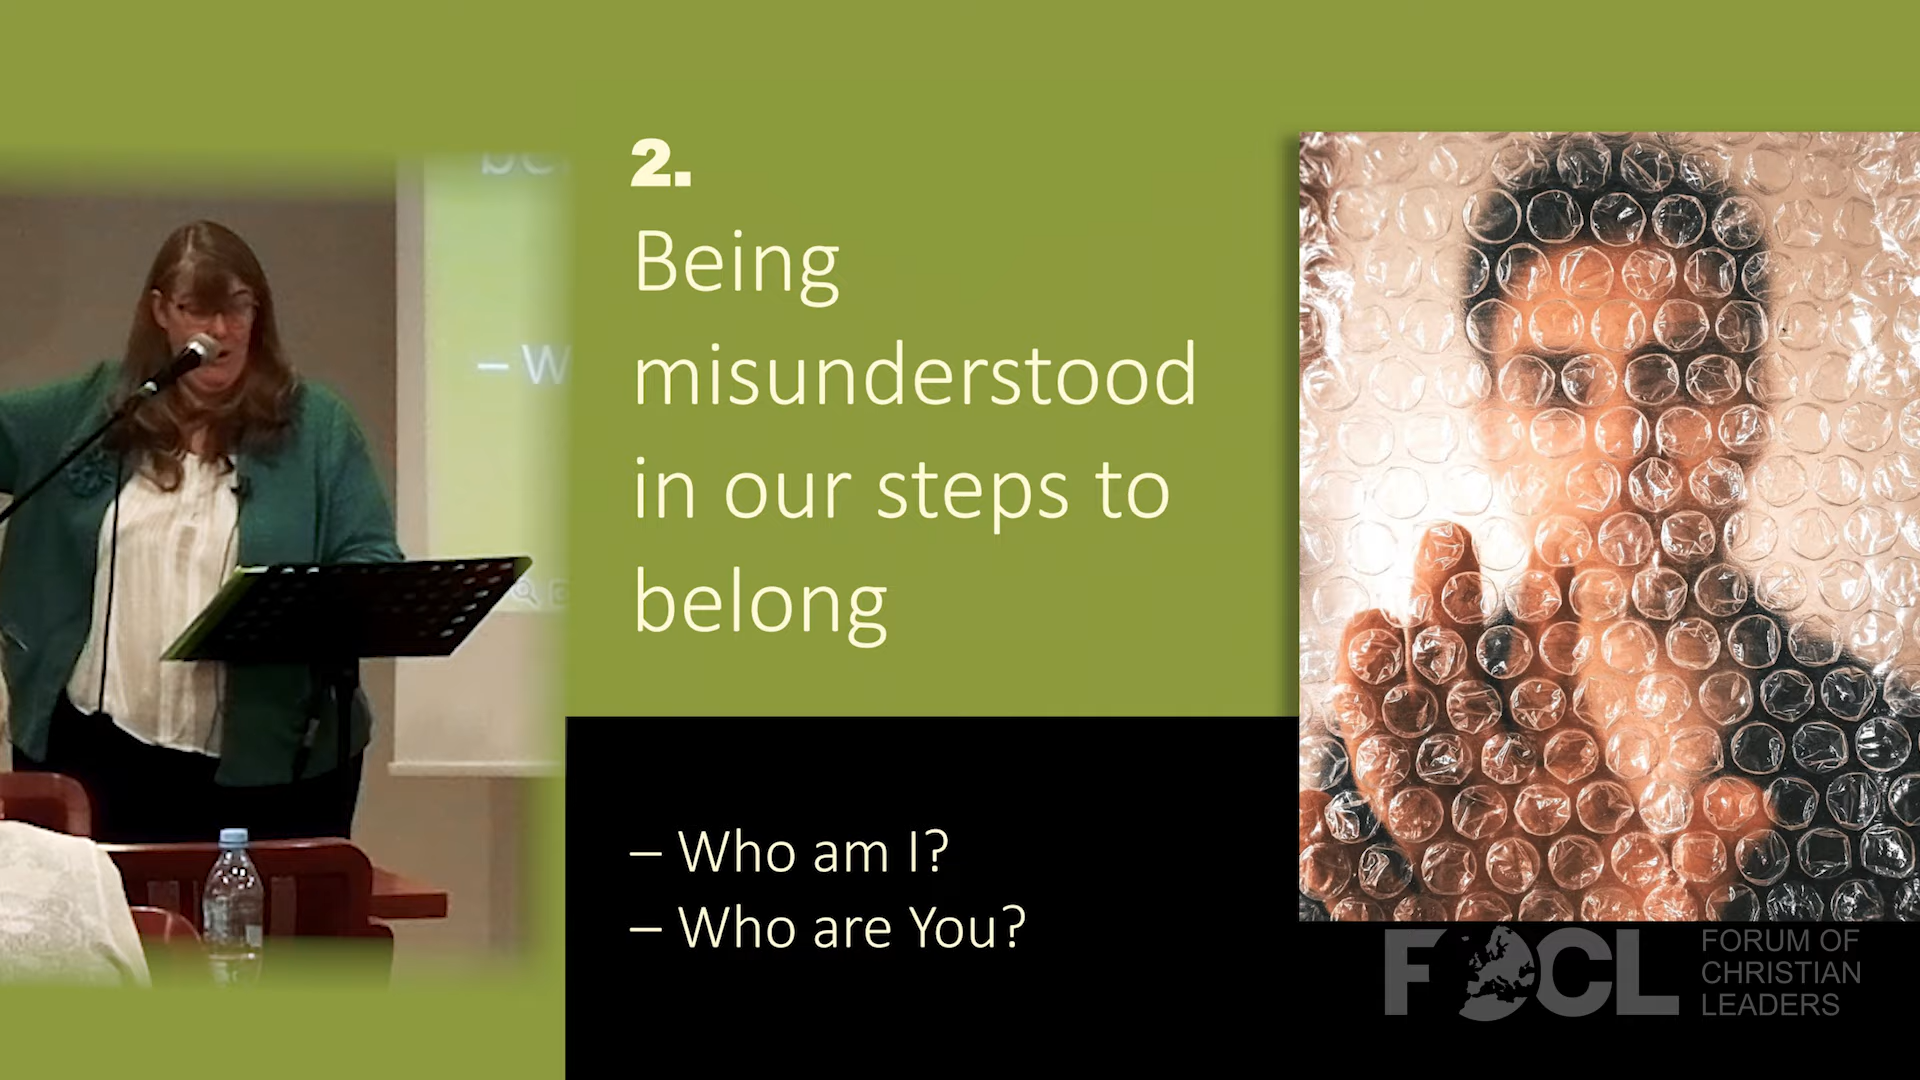 2.
Being
misunderstood
in our steps to
belong
– Who am I?
– Who are You?
– W
FOCL
FORUM OF
CHRISTIAN
LEADERS